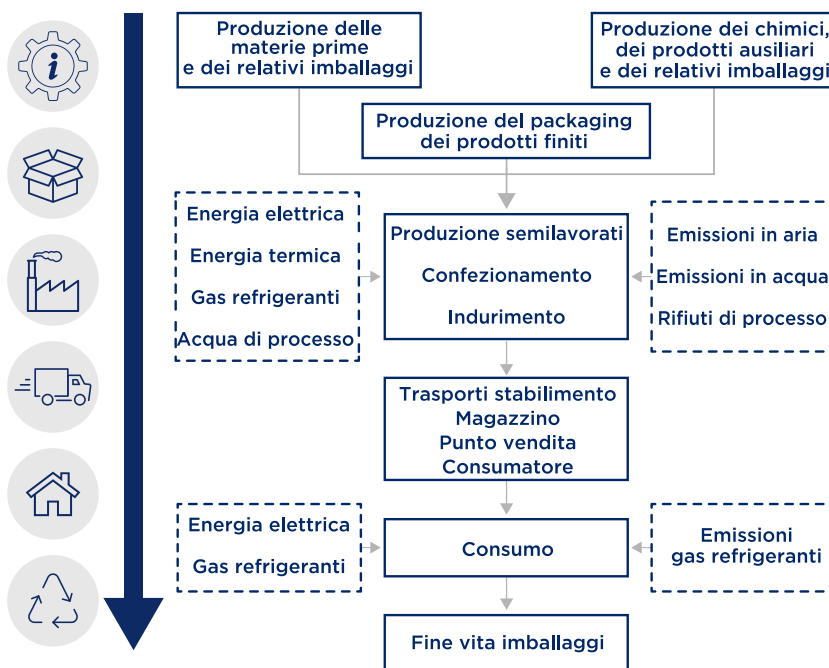 Produzione delle
materie prime
e dei relativi imballaggi
Produzione dei chimici,
dei prodotti ausiliari
e dei relativi imballaggi
i
Produzione del packaging
dei prodotti finiti
Energia elettrica
Energia termica
Gas refrigeranti
Acqua di processo
Produzione semilavorati
Confezionamento
Indurimento
Emissioni in aria
Emissioni in acqua
Rifiuti di processo
Trasporti stabilimento
Magazzino
Punto vendita
Consumatore
Energia elettrica
Gas refrigeranti
Consumo
Emissioni
gas refrigeranti
Fine vita imballaggi